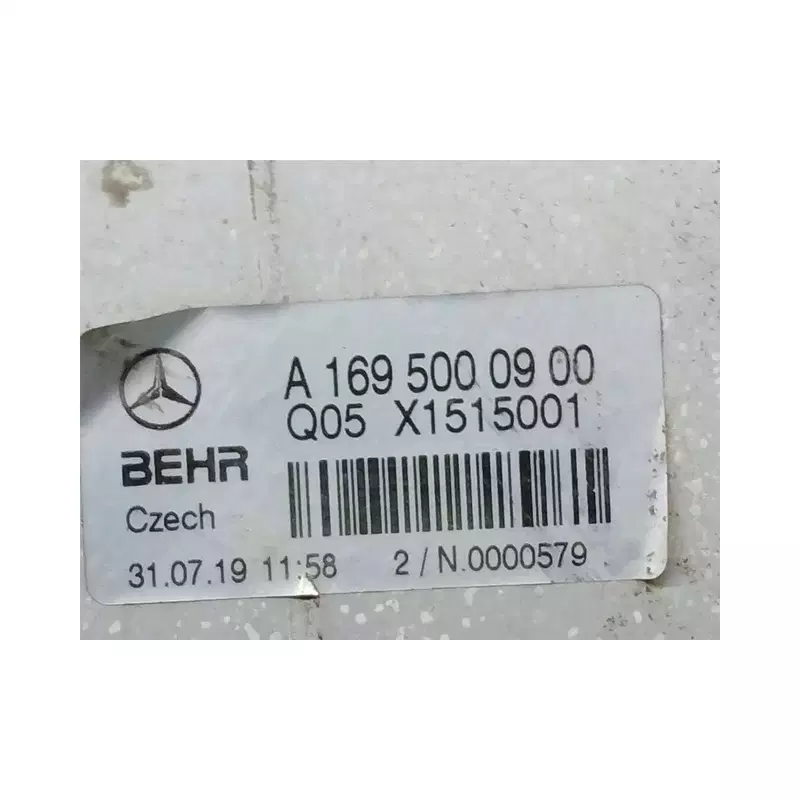 A 169 500 09 00
Q05 X1515001
BEHR
Czech
31.07.19 11:58 2 / N.0000579